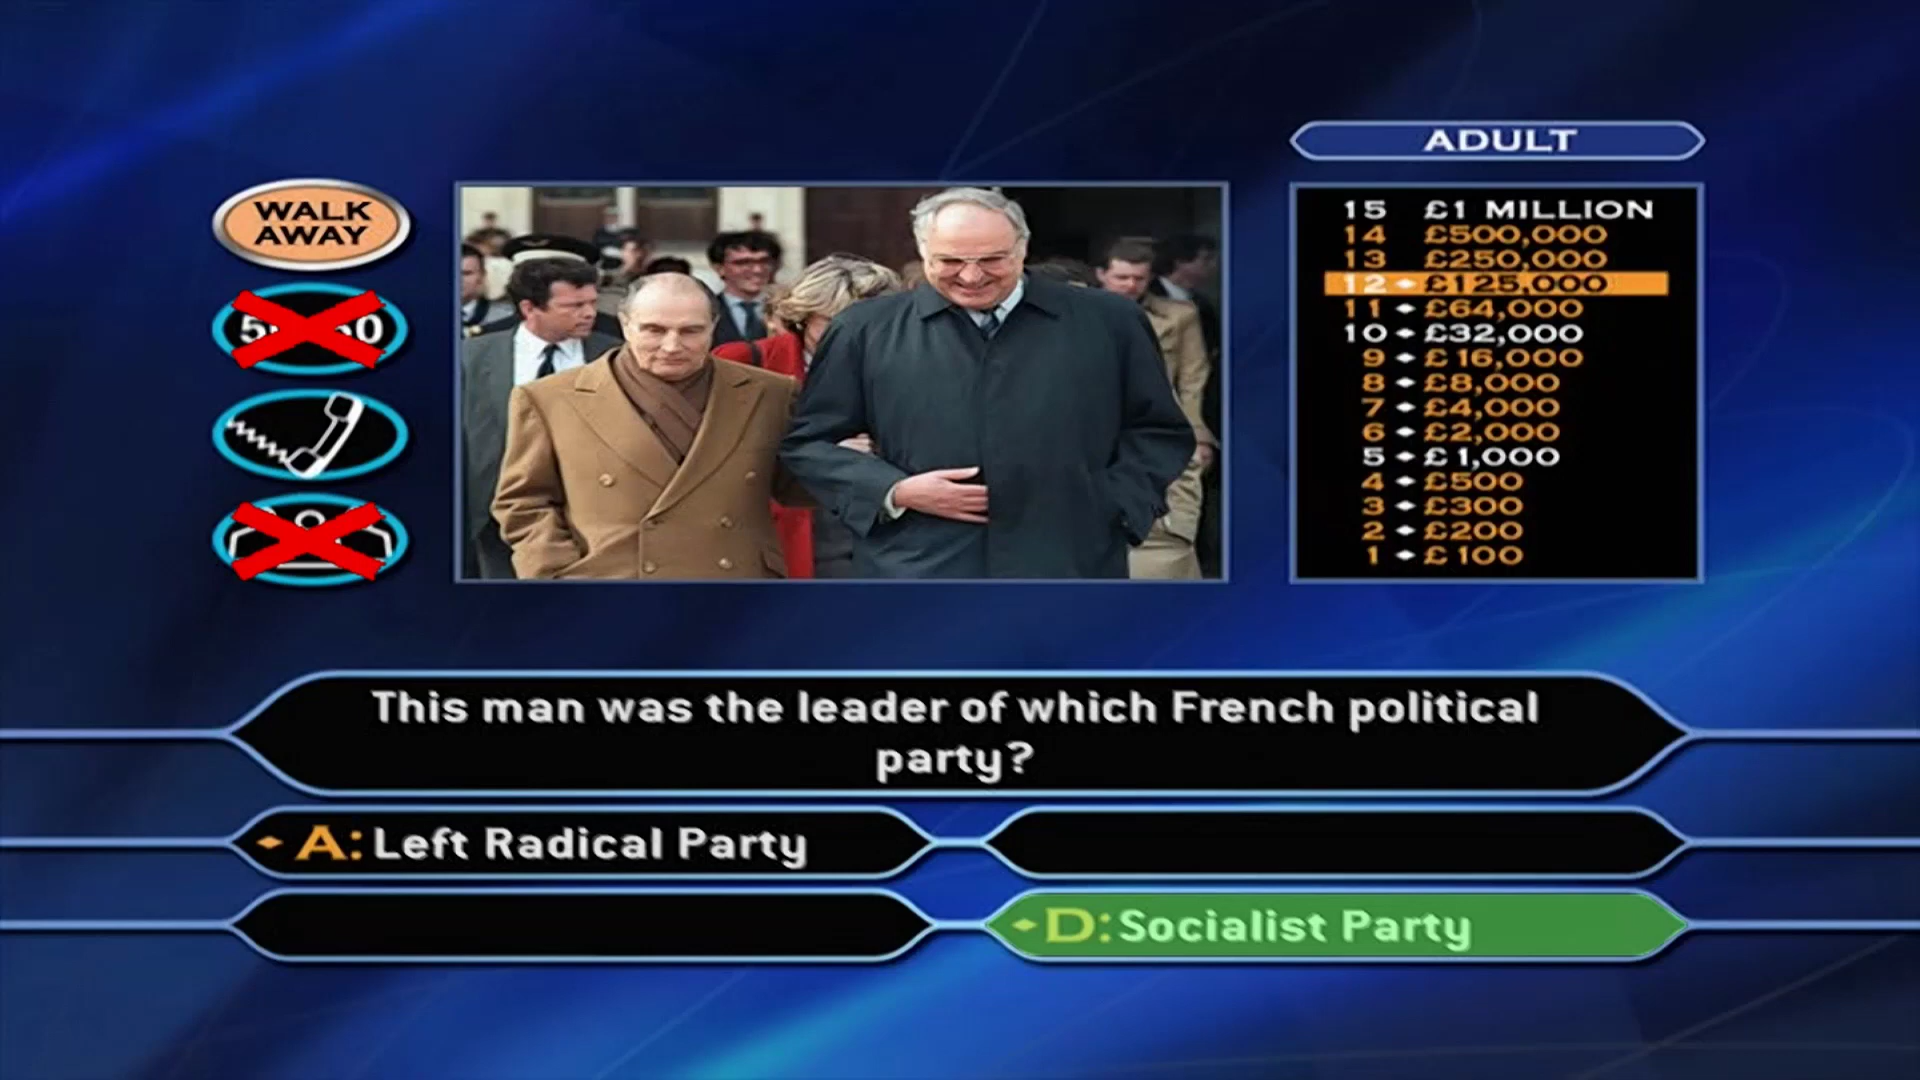 ADULT
WALK
AWAY
15 £1 MILLION
14 £500,000
13 £250,000
12 £125,000
11 £64,000
10 £32,000
9 £16,000
8 £8,000
7 £4,000
6 £2,000
5 £1,000
4 £500
3 £300
2 £200
1 £100
This man was the leader of which French political
party?
A: Left Radical Party
D: Socialist Party